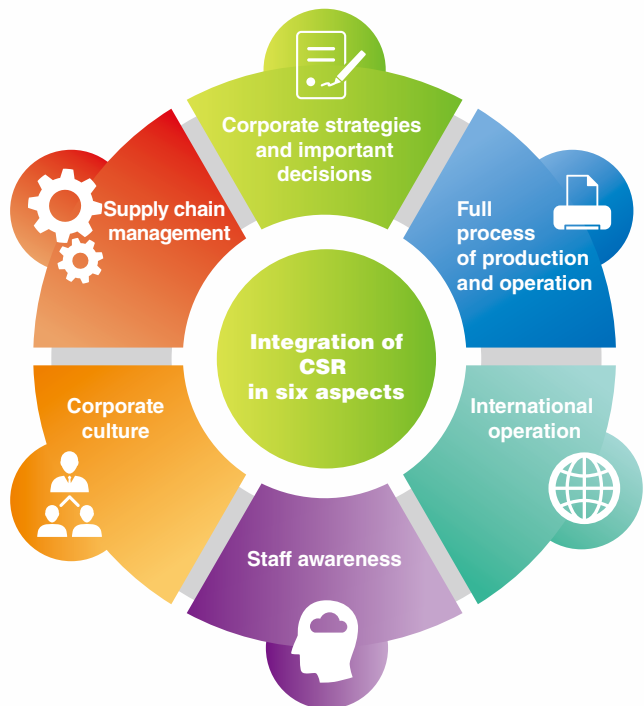 Corporate strategies
and important
decisions
Full
process
of production
and operation
International
operation
Staff awareness
Corporate
culture
Supply chain
management
Integration of
CSR
in six aspects